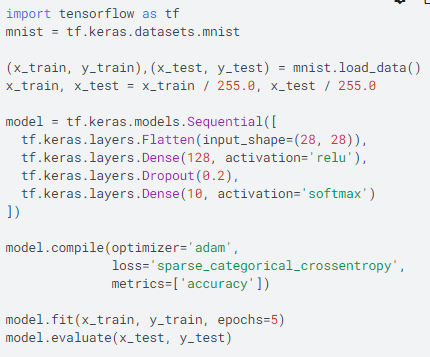 import tensorflow as tf
mnist = tf.keras.datasets.mnist

(x_train, y_train),(x_test, y_test) = mnist.load_data()
x_train, x_test = x_train / 255.0, x_test / 255.0

model = tf.keras.models.Sequential([
  tf.keras.layers.Flatten(input_shape=(28, 28)),
  tf.keras.layers.Dense(128, activation='relu'),
  tf.keras.layers.Dropout(0.2),
  tf.keras.layers.Dense(10, activation='softmax')
])

model.compile(optimizer='adam',
              loss='sparse_categorical_crossentropy',
              metrics=['accuracy'])

model.fit(x_train, y_train, epochs=5)
model.evaluate(x_test, y_test)